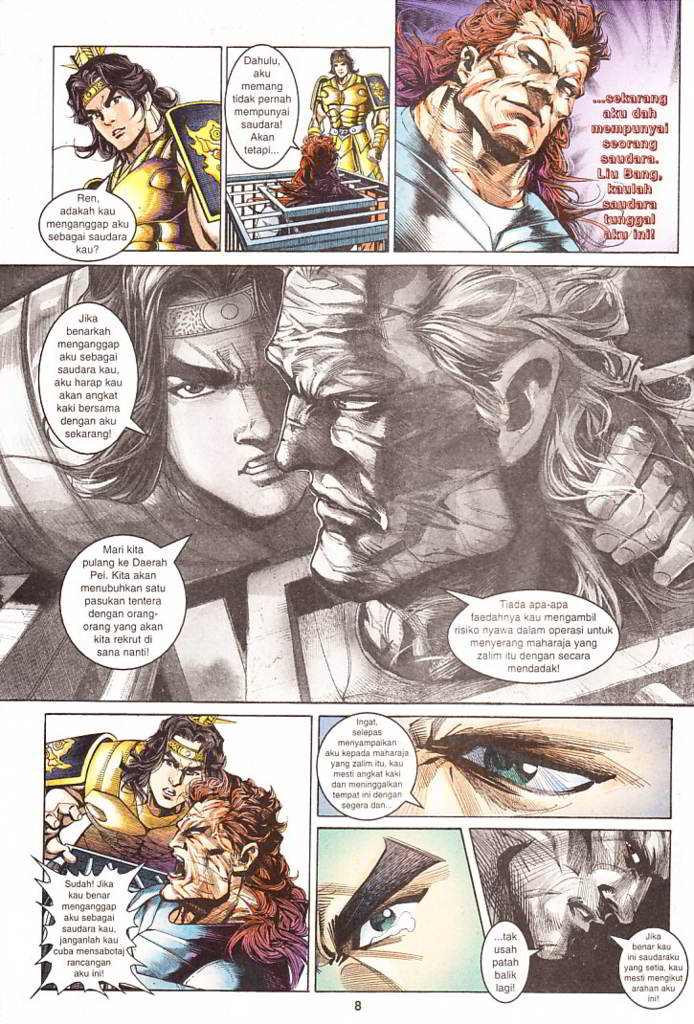 Ren,
adakah kau
menganggap aku
sebagai saudara
kau?
Dahulu,
aku
memang
tidak pernah
mempunyai
saudara!
Akan
tetapi...
...sekarang
aku dah
mempunyai
seorang
saudara.
Liu Bang,
kaulah
saudara
tunggal
aku ini!
Jika
benarkah
menganggap
aku sebagai
saudara kau,
aku harap kau
akan angkat
kaki bersama
dengan aku
sekarang!
Mari kita
pulang ke Daerah
Pei. Kita akan
menubuhkan satu
pasukan tentera
dengan orang-
orang yang akan
kita rekrut di
sana nanti!
Tiada apa-apa
faedahnya kau mengambil
risiko nyawa dalam operasi untuk
menyerang maharaja yang
zalim itu dengan secara
mendadak!
Sudah! Jika
kau benar
menganggap
aku sebagai
saudara kau,
janganlah kau
cuba mensabotaj
rancangan
aku ini!
Ingat,
selepas
menyampaikan
aku kepada maharaja
yang zalim itu, kau
mesti angkat kaki
dan meninggalkan
tempat ini dengan
segera dan...
...tak
usah
patah
balik
lagi!
Jika
benar kau
ini saudaraku
yang setia, kau
mesti mengikut
arahan aku
ini!
8